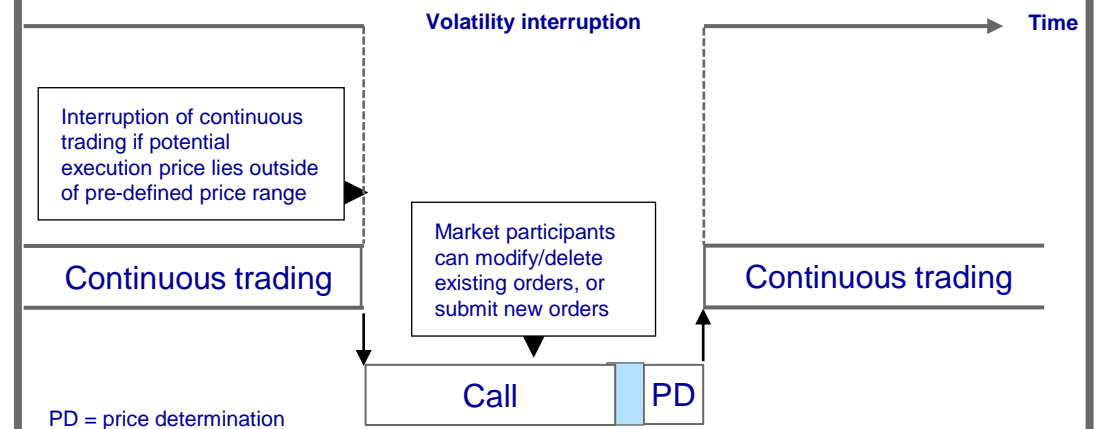 Volatility interruption
Time
Interruption of continuous
trading if potential
execution price lies outside
of pre-defined price range
Market participants
can modify/delete
existing orders, or
submit new orders
Continuous trading
Continuous trading
Call
PD
PD = price determination